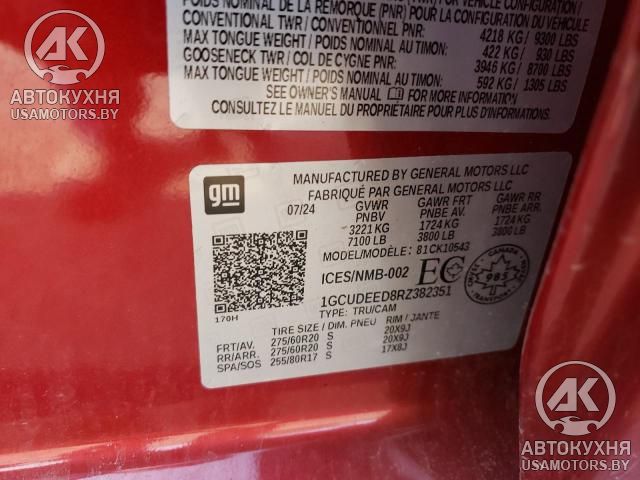 DE LA REMORQUE (PNR) POUR LA CONFIGURATION DU VÉHICULE
CONVENTIONAL TWR / CONVENTIONNEL PNR: 4218 KG / 9300 LBS
MAX TONGUE WEIGHT / POIDS NOMINAL AU TIMON: 422 KG / 930 LBS
GOOSENECK TWR / COL DE CYGNE PNR: 3946 KG / 8700 LBS
MAX TONGUE WEIGHT / POIDS NOMINAL AU TIMON: 592 KG / 1305 LBS
SEE OWNER'S MANUAL FOR MORE INFORMATION
CONSULTEZ LE MANUEL DU PROPRIÉTAIRE POUR PLUS D'INFORMATION
АВТОКУХНЯ
USAMOTORS.BY
gm
MANUFACTURED BY GENERAL MOTORS LLC
FABRIQUÉ PAR GENERAL MOTORS LLC
07/24 GVWR GAWR FRT GAWR RR
PNBV PNBE AV. PNBE AR.
3221 KG 1724 KG 1724 KG
7100 LB 3800 LB 3800 LB
MODEL/MODÈLE: 81CK10543
ICES/NMB-002 EC
CANADA
985
1GCUDEED8RZ382351
170H TYPE: TRU/CAM
TIRE SIZE / DIM. PNEU RIM / JANTE
FRT/AV. 275/60R20 S 20X9J
RR/ARR. 275/60R20 S 20X9J
SPA/SOS 255/80R17 S 17X8J
АК
АВТОКУХНЯ
USAMOTORS.BY